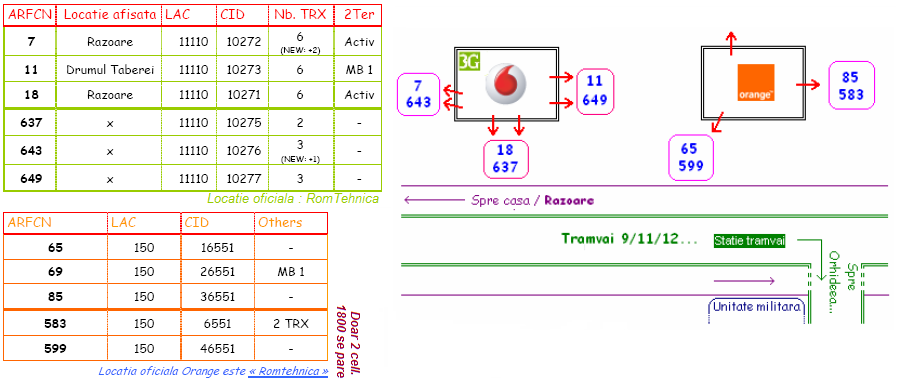 ARFCN Locatie afisata LAC CID Nb. TRX 2Ter
7 Razoare 11110 10272 6 (NEW: +2) Activ
11 Drumul Taberei 11110 10273 6 MB 1
18 Razoare 11110 10271 6 Activ
637 x 11110 10275 2 -
643 x 11110 10276 3 (NEW: +1) -
649 x 11110 10277 3 -
Locatie oficiala : RomTehnica
ARFCN LAC CID Others
65 150 16551 -
69 150 26551 MB 1
85 150 36551 -
583 150 6551 2 TRX
599 150 46551 -
Doar 2 cell.
1800 se pare
Locatia oficiala Orange este « Romtehnica »
3G
7
643
11
649
18
637
orange™
85
583
65
599
Spre casa / Razoare
Tramvai 9/11/12...
Statie tramvai
Spre
Orhideea...
Unitate militara